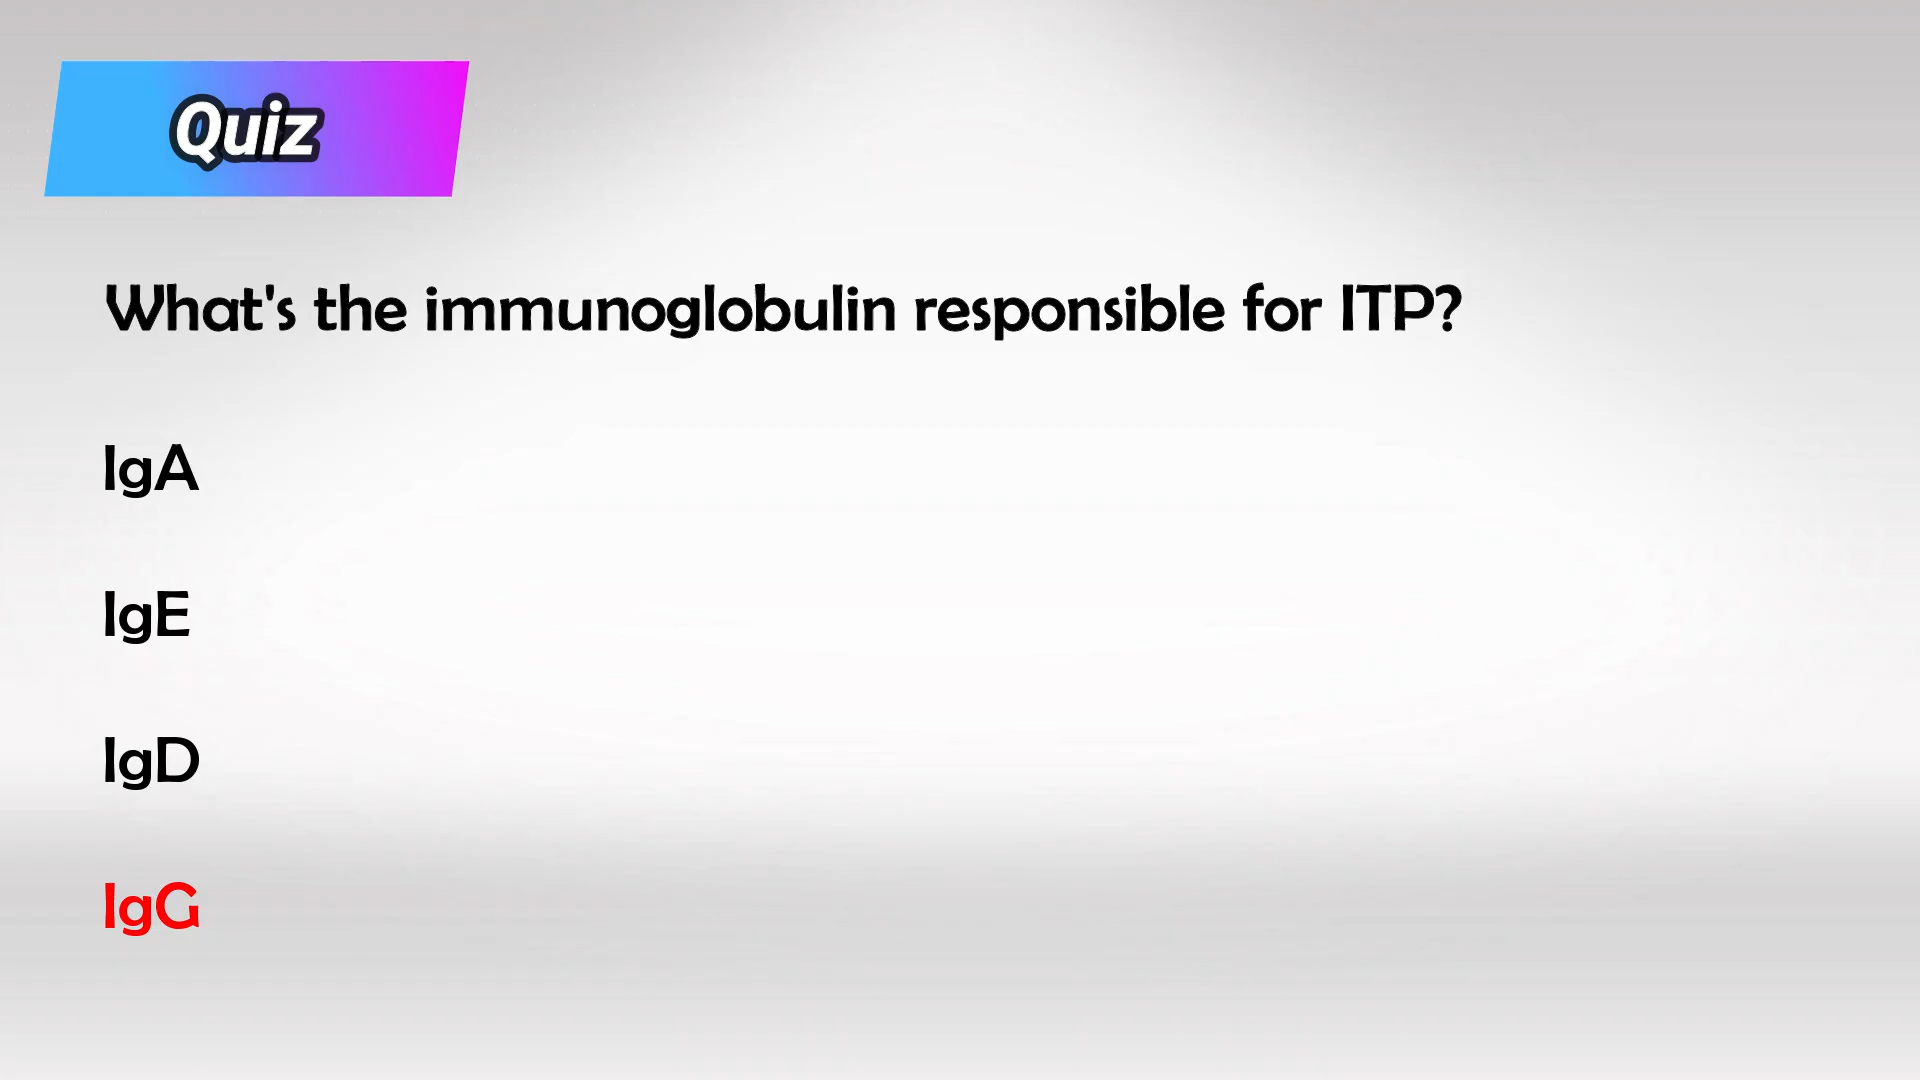 Quiz
What's the immunoglobulin responsible for ITP?
IgA
IgE
IgD
IgG